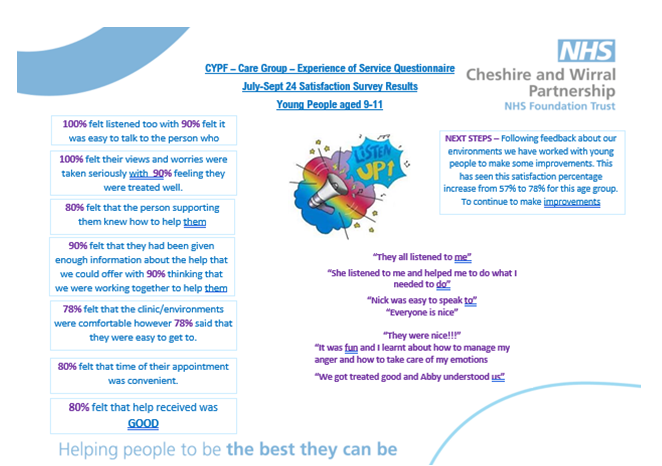 CYPF – Care Group – Experience of Service Questionnaire
July-Sept 24 Satisfaction Survey Results
Young People aged 9-11
NHS
Cheshire and Wirral
Partnership
NHS Foundation Trust
100% felt listened too with 90% felt it
was easy to talk to the person who
100% felt their views and worries were
taken seriously with 90% feeling they
were treated well.
80% felt that the person supporting
them knew how to help them
90% felt that they had been given
enough information about the help that
we could offer with 90% thinking that
we were working together to help them
78% felt that the clinic/environments
were comfortable however 78% said that
they were easy to get to.
80% felt that time of their appointment
was convenient.
80% felt that help received was
GOOD
LISTEN
UP!
NEXT STEPS – Following feedback about our
environments we have worked with young
people to make some improvements. This
has seen this satisfaction percentage
increase from 57% to 78% for this age group.
To continue to make improvements
“They all listened to me”
“She listened to me and helped me to do what I
needed to do”
“Nick was easy to speak to”
“Everyone is nice”
“They were nice!!!”
“It was fun and I learnt about how to manage my
anger and how to take care of my emotions
“We got treated good and Abby understood us”
Helping people to be the best they can be